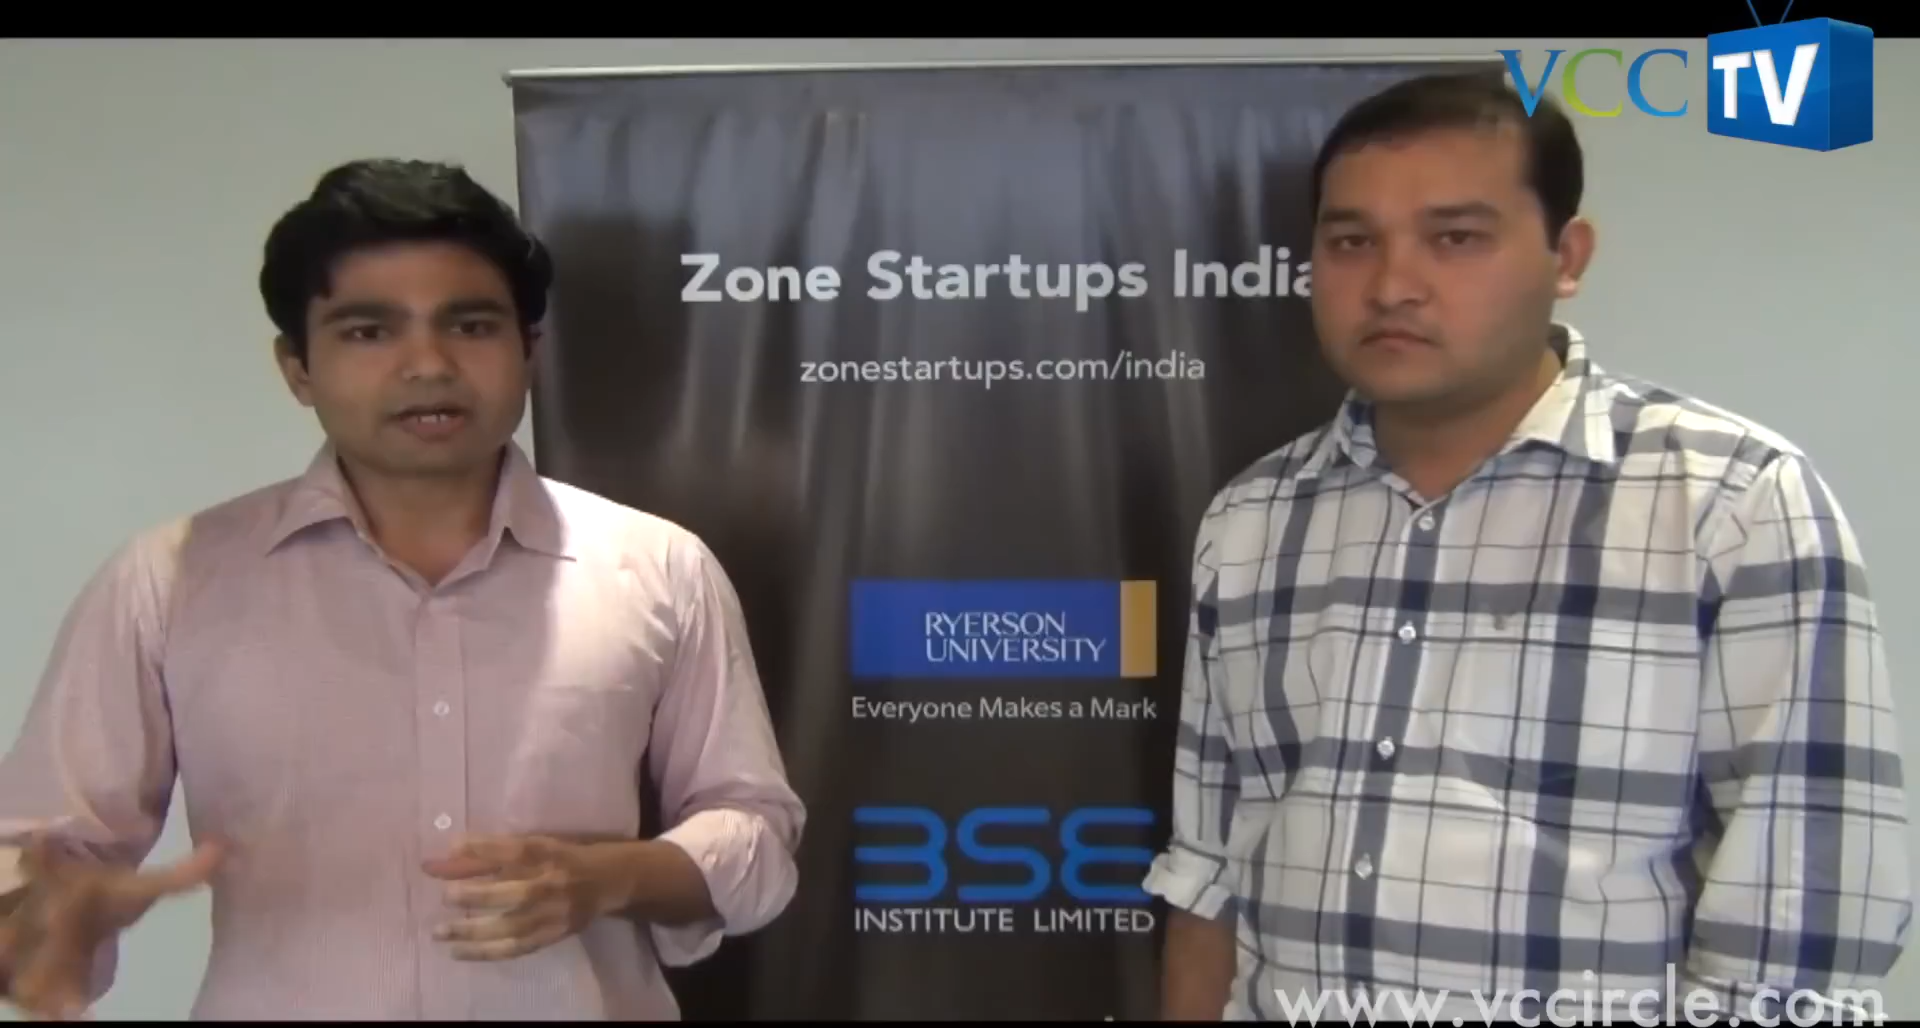 VCC TV
Zone Startups India
zonestartups.com/india
RYERSON
UNIVERSITY
Everyone Makes a Mark
BSE
INSTITUTE LIMITED
www.vccircle.com